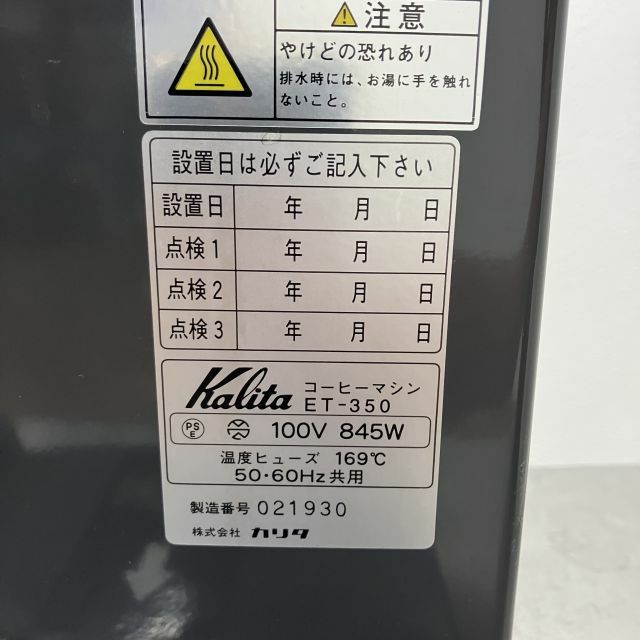 注意
やけどの恐れあり
排水時には、お湯に手を触れ
ないこと。
設置日は必ずご記入下さい
設置日 年 月 日
点検1 年 月 日
点検2 年 月 日
点検3 年 月 日
Kalita コーヒーマシン
ET-350
PS
E 100V 845W
温度ヒューズ 169℃
50・60Hz共用
製造番号 021930
株式会社 カリタ